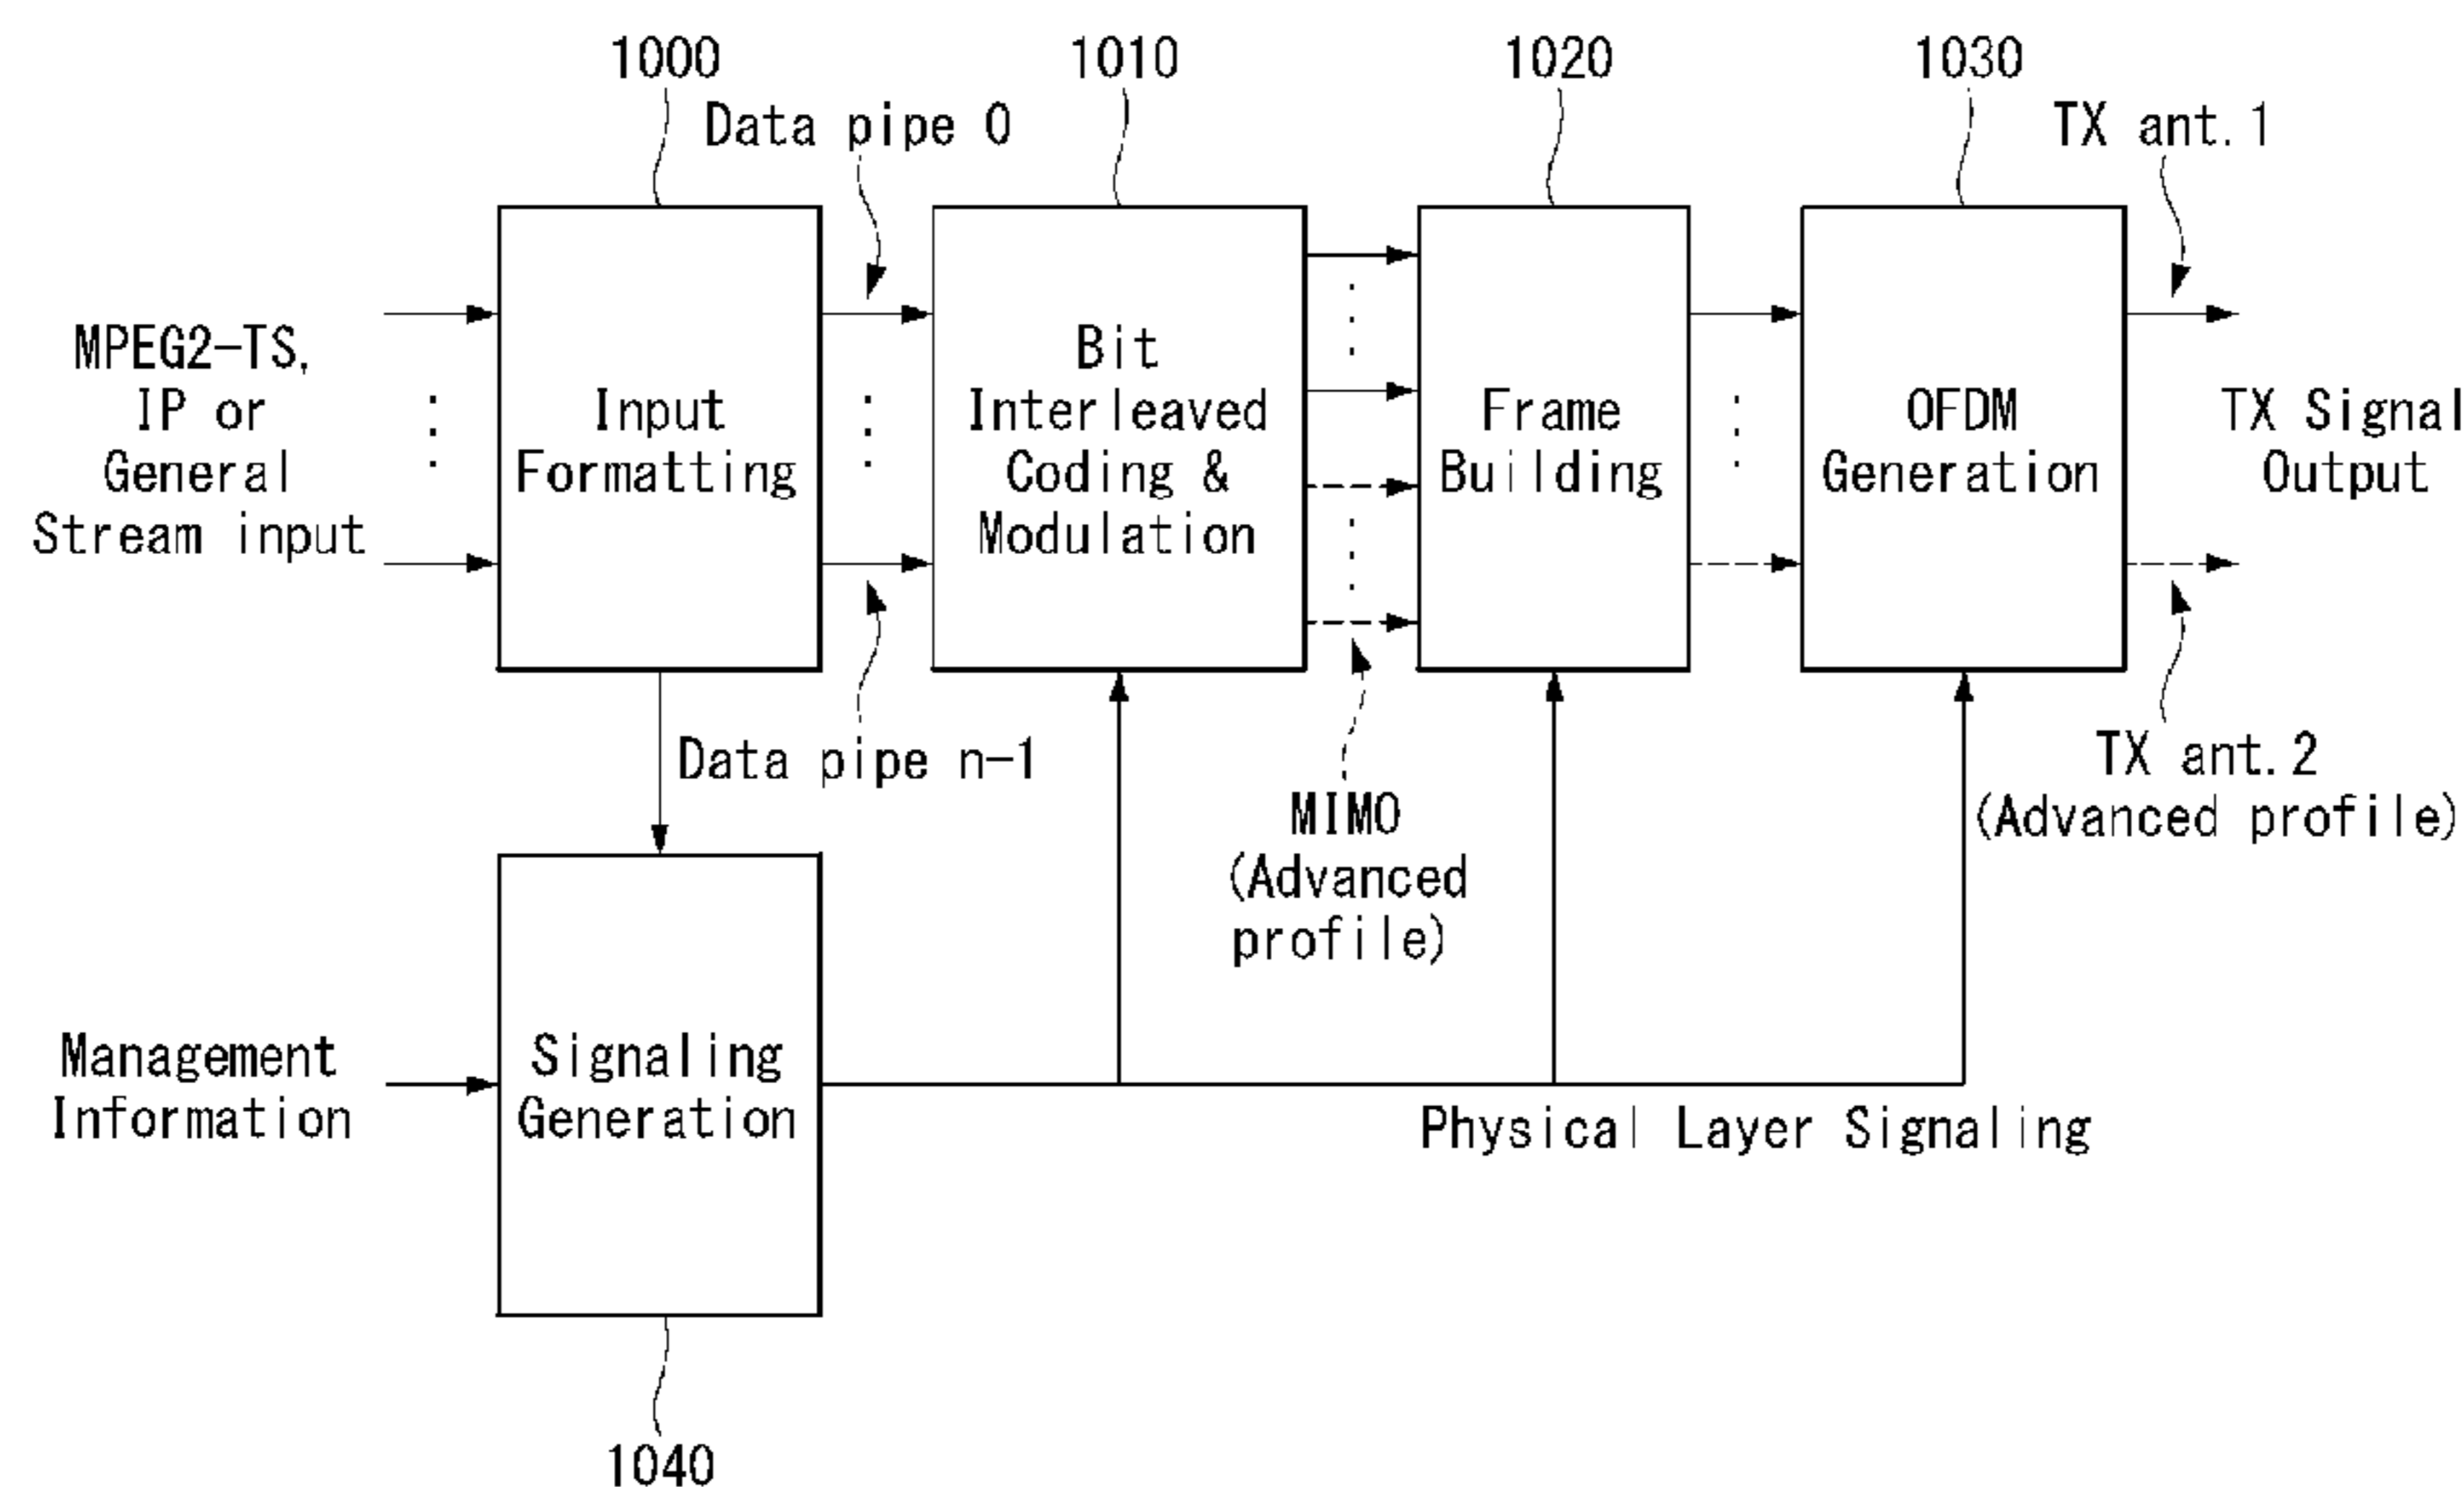 1000
1010
1020
1030
Data pipe 0
TX ant.1
MPEG2-TS,
IP or
General
Stream input
Input
Formatting
Bit
Interleaved
Coding &
Modulation
Frame
Building
OFDM
Generation
TX Signal
Output
Data pipe n-1
MIMO
(Advanced
profile)
TX ant.2
(Advanced profile)
Management
Information
Signaling
Generation
Physical Layer Signaling
1040